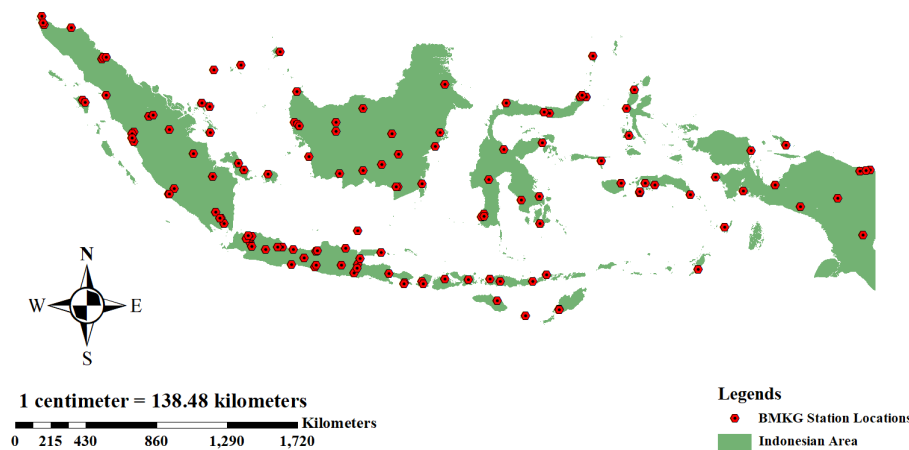 N
W E
S
1 centimeter = 138.48 kilometers
Kilometers
0 215 430 860 1,290 1,720
Legends
BMKG Station Locations
Indonesian Area